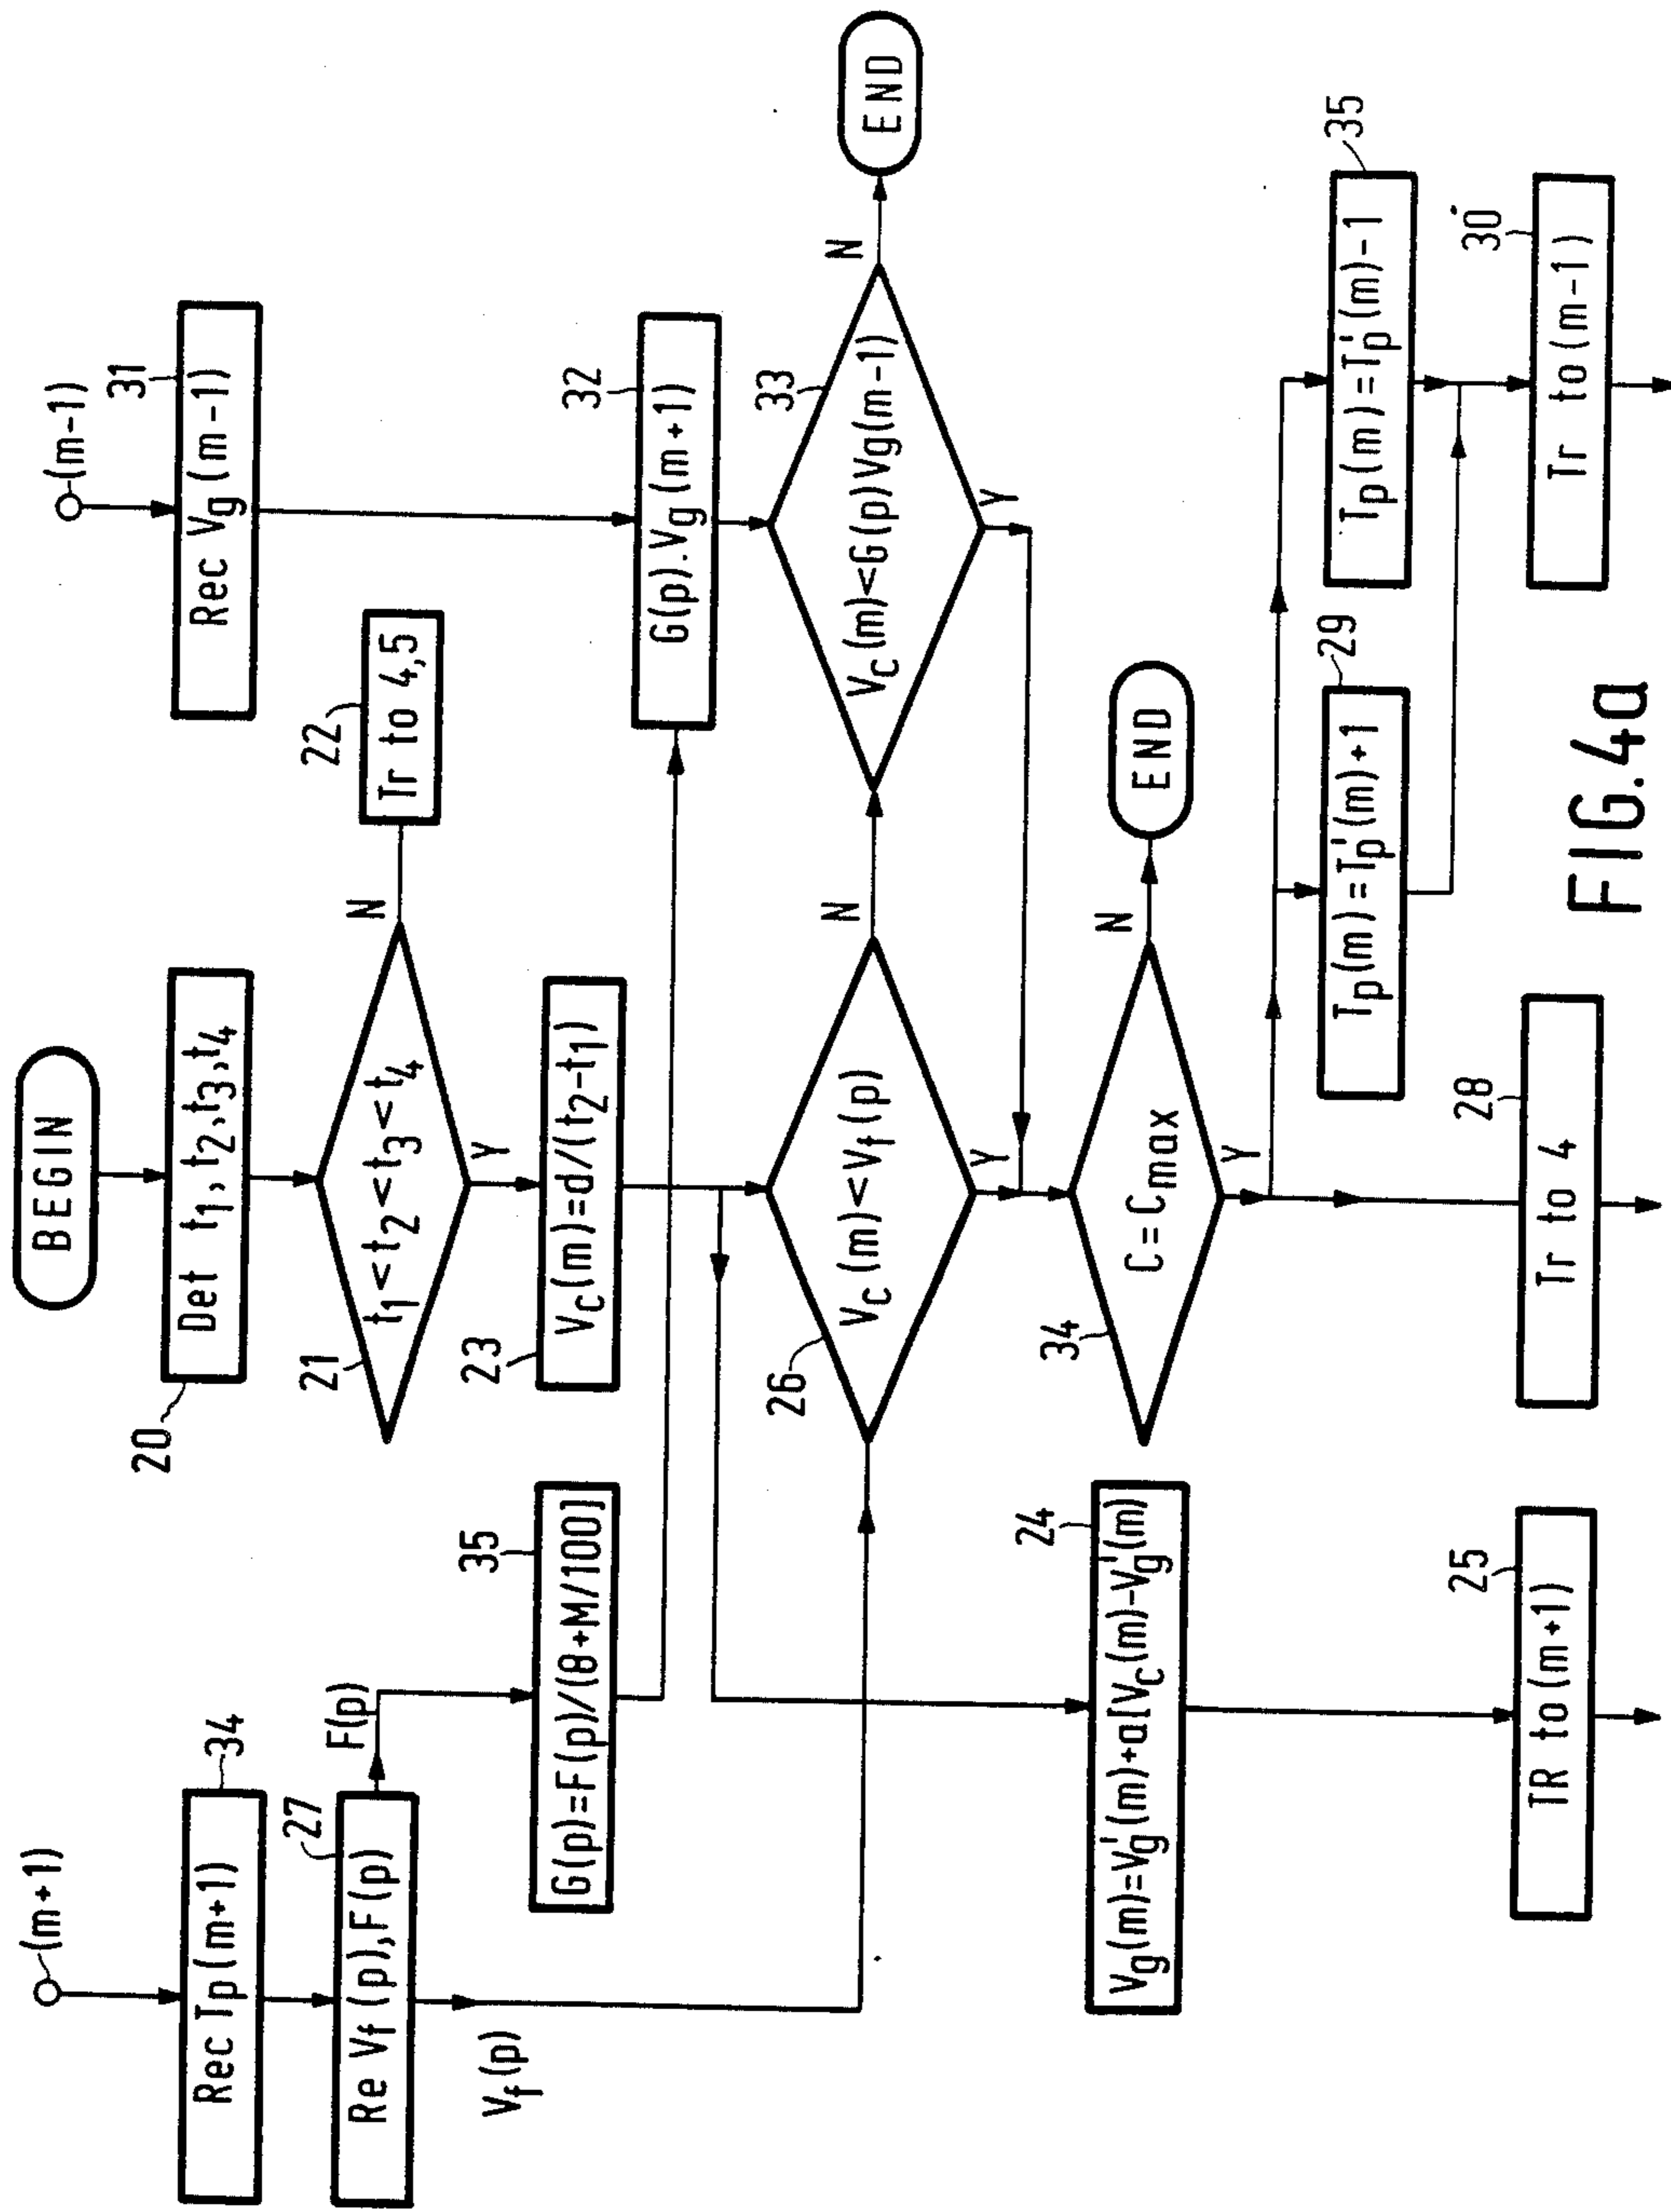 BEGIN
(m+1)
(m-1)
Rec Tp(m+1)
34
20
Det t1,t2,t3,t4
Rec Vg(m-1)
31
Re Vf(p),F(p)
27
F(p)
Vf(p)
21
t1<t2<t3<t4
N
Y
22
Tr to 4,5
35
G(p)=F(p)/(8+M/100]
23
Vc(m)=d/(t2-t1)
32
G(p).Vg(m+1)
26
Vc(m)<Vf(p)
N
Y
33
Vc(m)<G(p)Vg(m-1)
N
Y
END
24
Vg(m)=Vg'(m)+a[Vc(m)-Vg'(m)
34
C=Cmax
N
Y
END
29
Tp(m)=Tp'(m)+1
35
Tp(m)=Tp'(m)-1
25
TR to (m+1)
28
Tr to 4
30
Tr to (m-1)
FIG.4a